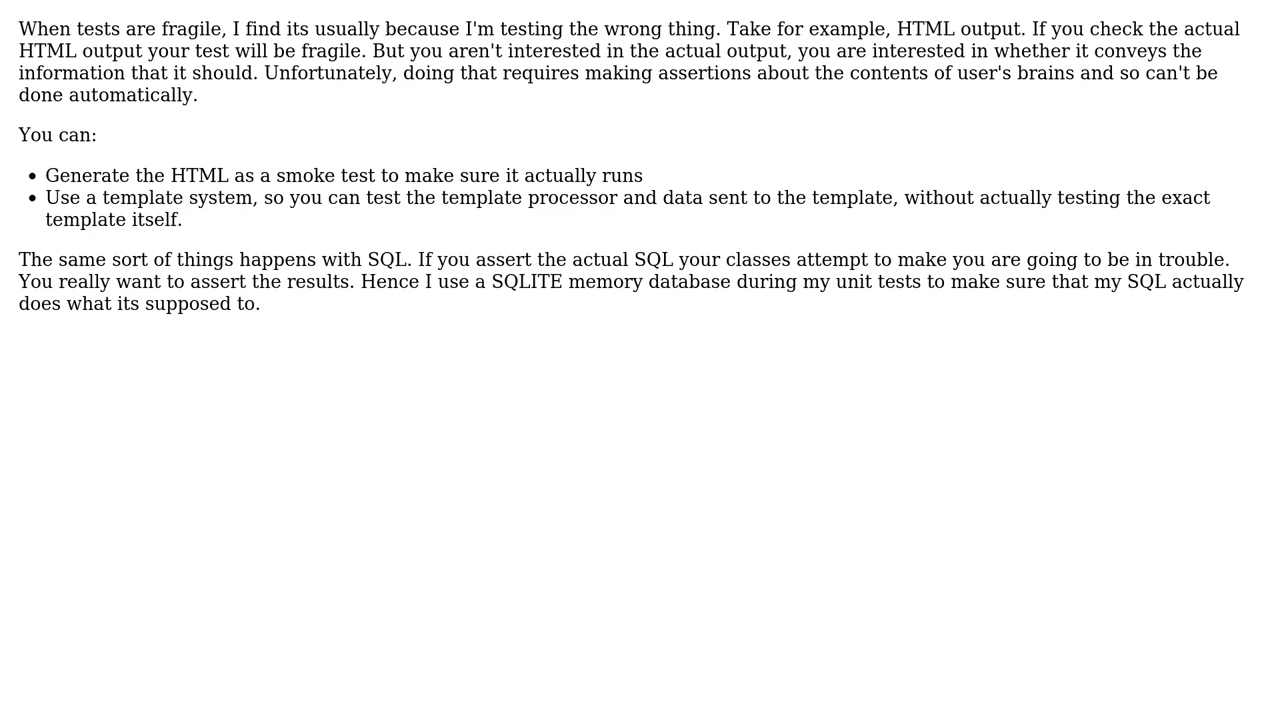 When tests are fragile, I find its usually because I'm testing the wrong thing. Take for example, HTML output. If you check the actual
HTML output your test will be fragile. But you aren't interested in the actual output, you are interested in whether it conveys the
information that it should. Unfortunately, doing that requires making assertions about the contents of user's brains and so can't be
done automatically.
You can:
• Generate the HTML as a smoke test to make sure it actually runs
• Use a template system, so you can test the template processor and data sent to the template, without actually testing the exact
template itself.
The same sort of things happens with SQL. If you assert the actual SQL your classes attempt to make you are going to be in trouble.
You really want to assert the results. Hence I use a SQLITE memory database during my unit tests to make sure that my SQL actually
does what its supposed to.